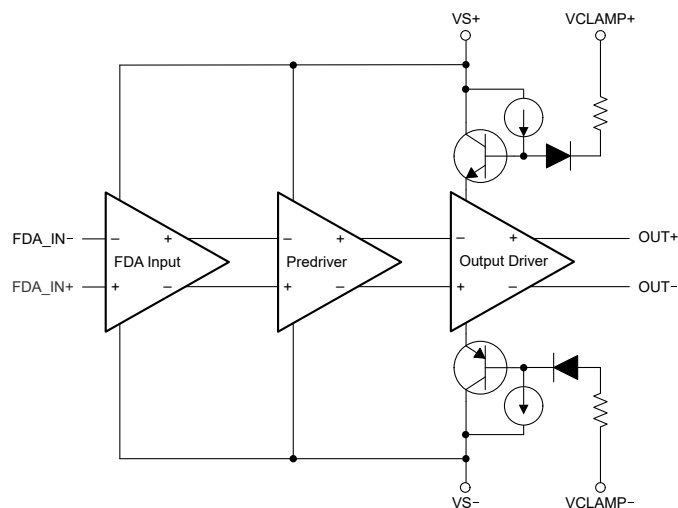 VS+ VCLAMP+
FDA_IN− − + − + − + OUT+
FDA Input Predriver Output Driver
FDA_IN+ + − + − + − OUT−
VS− VCLAMP−